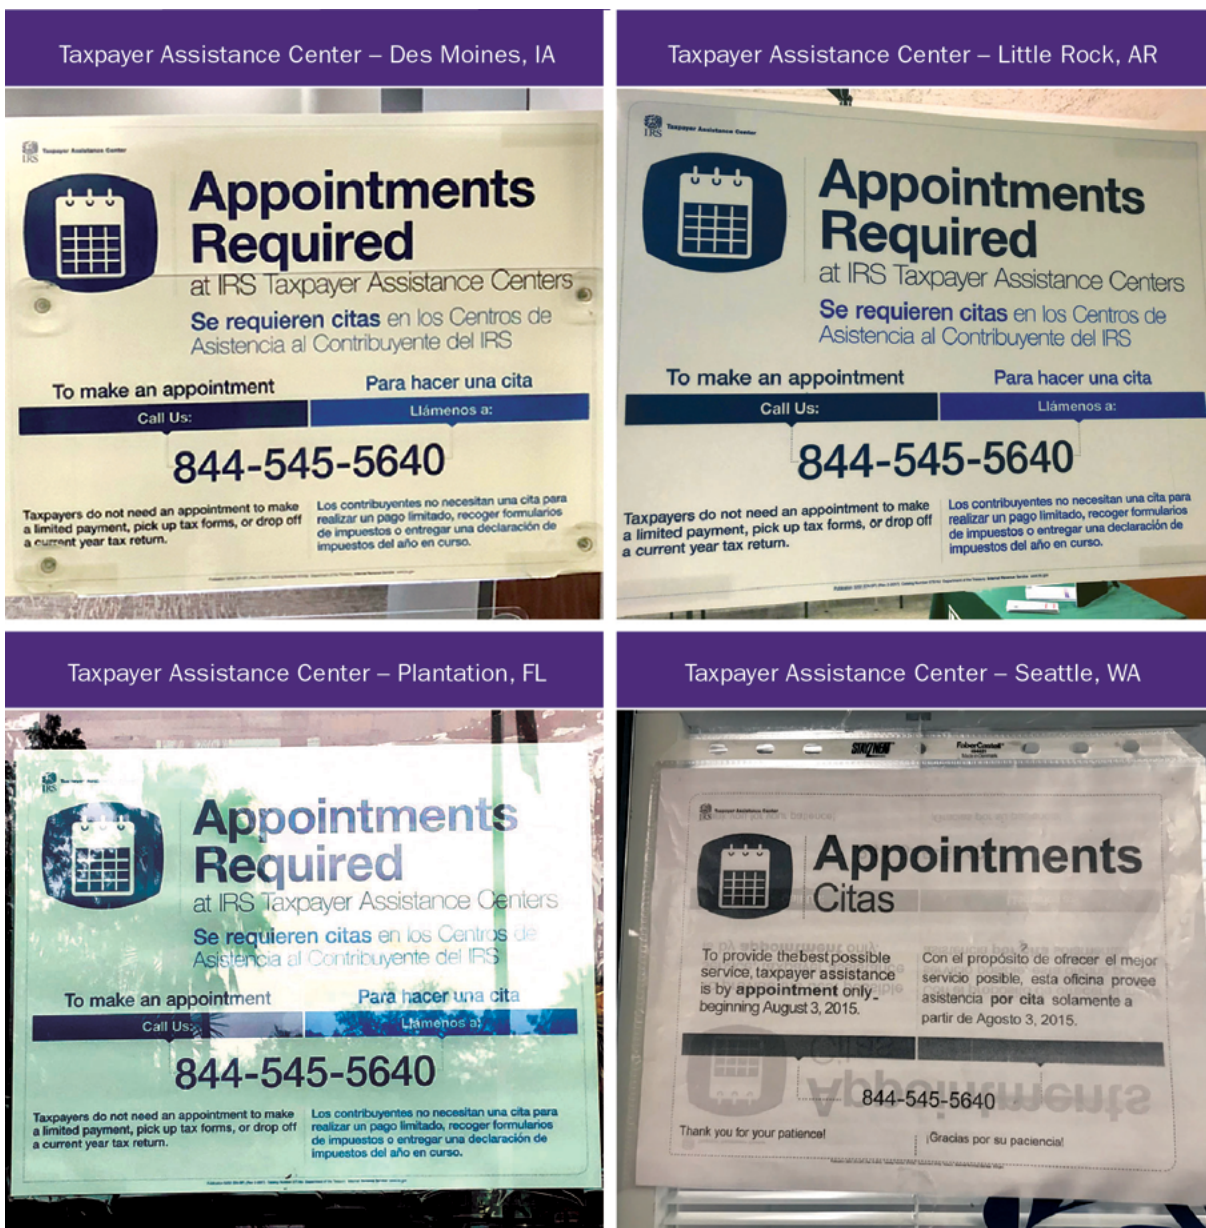 Taxpayer Assistance Center – Des Moines, IA
IRS Taxpayer Assistance Center
Appointments
Required
at IRS Taxpayer Assistance Centers
Se requieren citas en los Centros de
Asistencia al Contribuyente del IRS
To make an appointment
Para hacer una cita
Call Us:
Llámenos a:
844-545-5640
Taxpayers do not need an appointment to make
a limited payment, pick up tax forms, or drop off
a current year tax return.
Los contribuyentes no necesitan una cita para
realizar un pago limitado, recoger formularios
de impuestos o entregar una declaración de
impuestos del año en curso.
Taxpayer Assistance Center – Little Rock, AR
IRS Taxpayer Assistance Center
Appointments
Required
at IRS Taxpayer Assistance Centers
Se requieren citas en los Centros de
Asistencia al Contribuyente del IRS
To make an appointment
Para hacer una cita
Call Us:
Llámenos a:
844-545-5640
Taxpayers do not need an appointment to make
a limited payment, pick up tax forms, or drop off
a current year tax return.
Los contribuyentes no necesitan una cita para
realizar un pago limitado, recoger formularios
de impuestos o entregar una declaración de
impuestos del año en curso.
Taxpayer Assistance Center – Plantation, FL
IRS
Appointments
Required
at IRS Taxpayer Assistance Centers
Se requieren citas en los Centros de
Asistencia al Contribuyente del IRS
To make an appointment
Para hacer una cita
Call Us:
Llámenos a:
844-545-5640
Taxpayers do not need an appointment to make
a limited payment, pick up tax forms, or drop off
a current year tax return.
Los contribuyentes no necesitan una cita para
realizar un pago limitado, recoger formularios
de impuestos o entregar una declaración de
impuestos del año en curso.
Taxpayer Assistance Center – Seattle, WA
FaberCastell
IRS Taxpayer Assistance Center
Appointments
Citas
To provide the best possible
service, taxpayer assistance
is by appointment only
beginning August 3, 2015.
Con el propósito de ofrecer el mejor
servicio posible, esta oficina provee
asistencia por cita solamente a
partir de Agosto 3, 2015.
844-545-5640
Thank you for your patience!
¡Gracias por su paciencia!